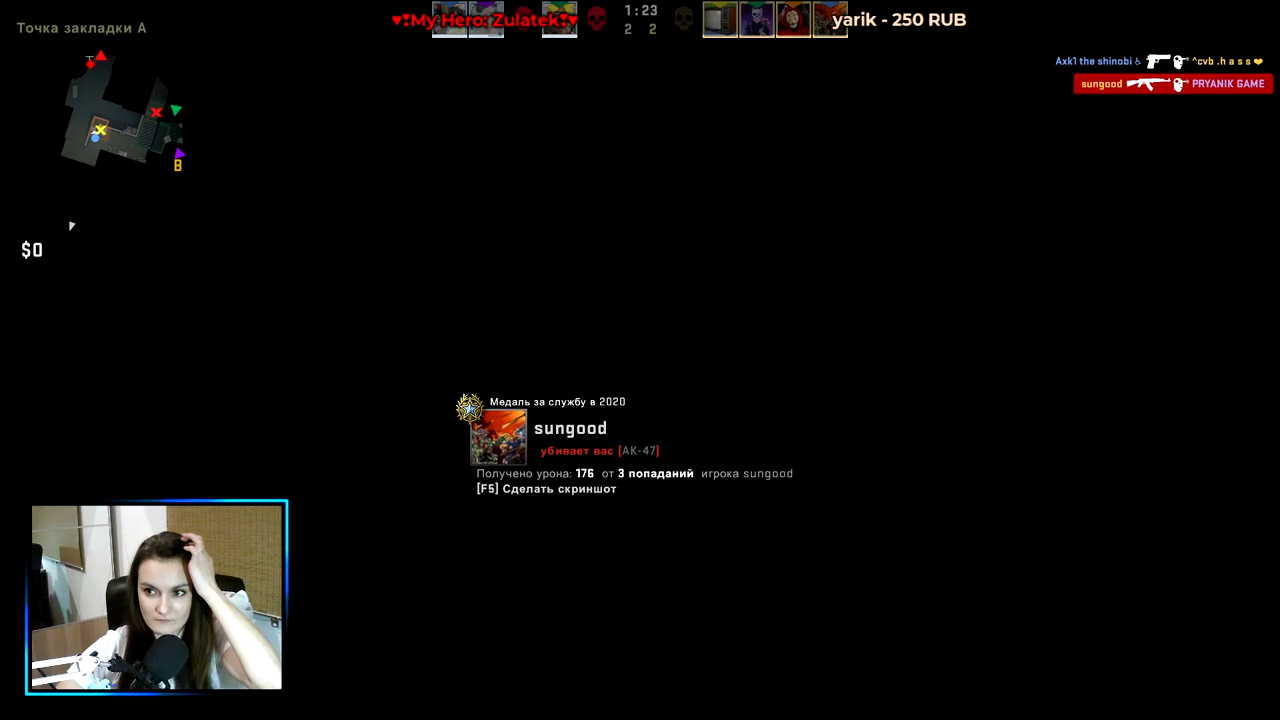 Точка закладки А
♥❣My Hero: Zulatek❣♥
1:23
2 2
yarik - 250 RUB
Axk1 the shinobi ♿ ^cvb .h a s s ❤
sungood PRYANIK GAME
B
$0
Медаль за службу в 2020
sungood
убивает вас [AK-47]
Получено урона: 176 от 3 попаданий игрока sungood
[F5] Сделать скриншот